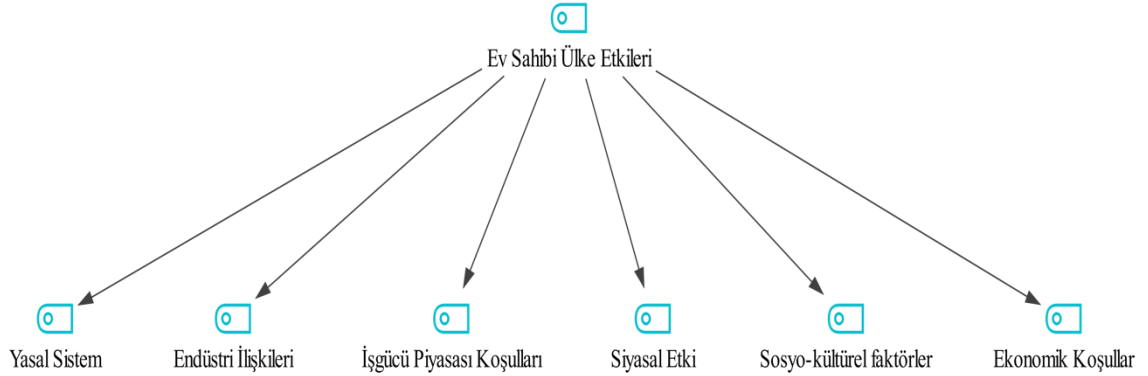 Ev Sahibi Ülke Etkileri
Yasal Sistem
Endüstri İlişkileri
İşgücü Piyasası Koşulları
Siyasal Etki
Sosyo-kültürel faktörler
Ekonomik Koşullar